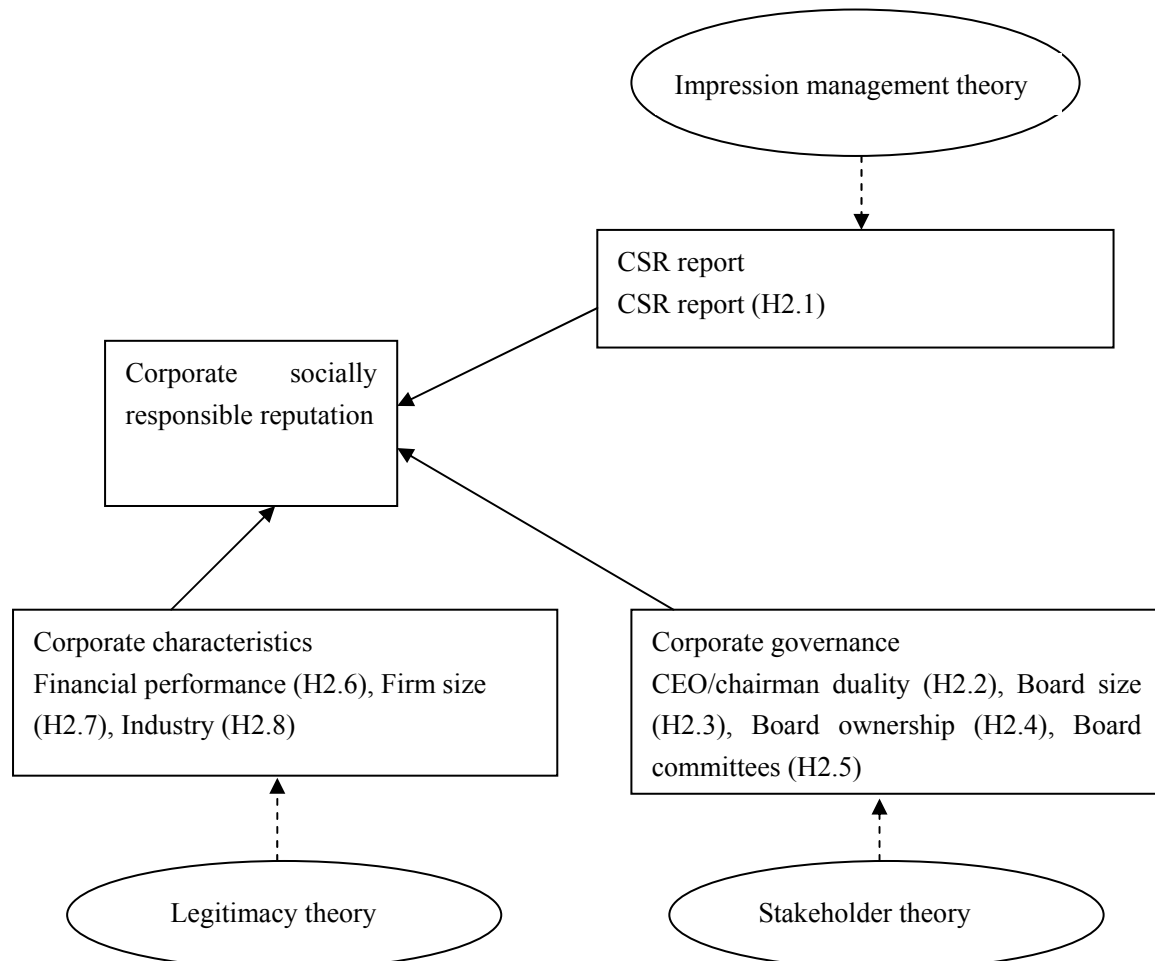 Impression management theory
CSR report
CSR report (H2.1)
Corporate socially
responsible reputation
Corporate characteristics
Financial performance (H2.6), Firm size
(H2.7), Industry (H2.8)
Corporate governance
CEO/chairman duality (H2.2), Board size
(H2.3), Board ownership (H2.4), Board
committees (H2.5)
Legitimacy theory
Stakeholder theory